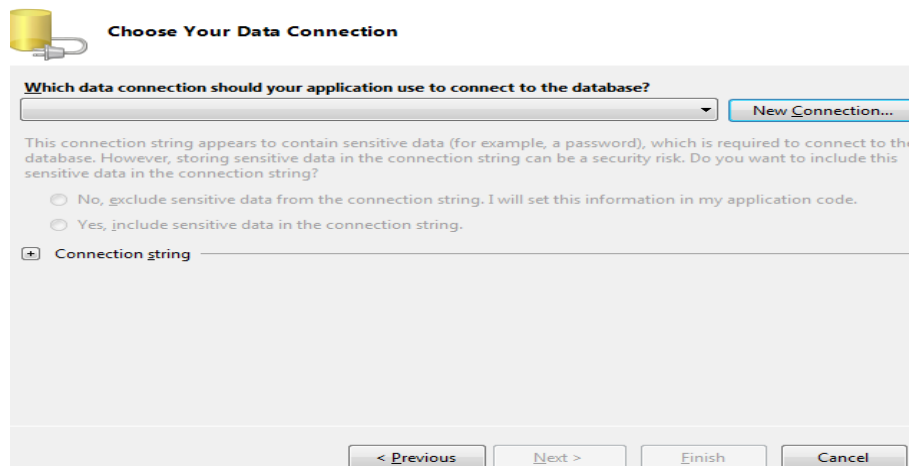 Choose Your Data Connection
Which data connection should your application use to connect to the database?
New Connection...
This connection string appears to contain sensitive data (for example, a password), which is required to connect to the
database. However, storing sensitive data in the connection string can be a security risk. Do you want to include this
sensitive data in the connection string?
No, exclude sensitive data from the connection string. I will set this information in my application code.
Yes, include sensitive data in the connection string.
Connection string
< Previous
Next >
Finish
Cancel